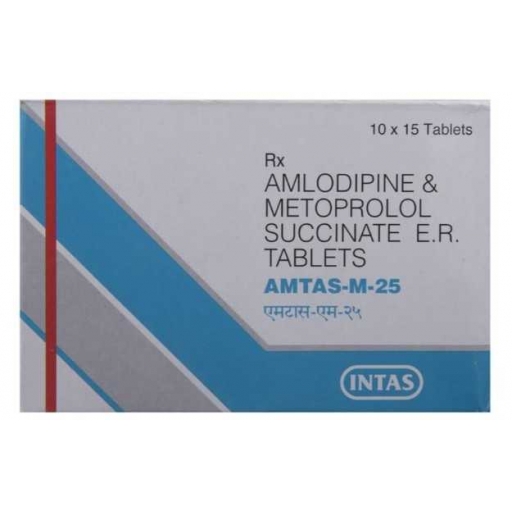 10 x 15 Tablets
Rx
AMLODIPINE &
METOPROLOL
SUCCINATE E.R.
TABLETS
AMTAS-M-25
एमटास-एम-२५
INTAS